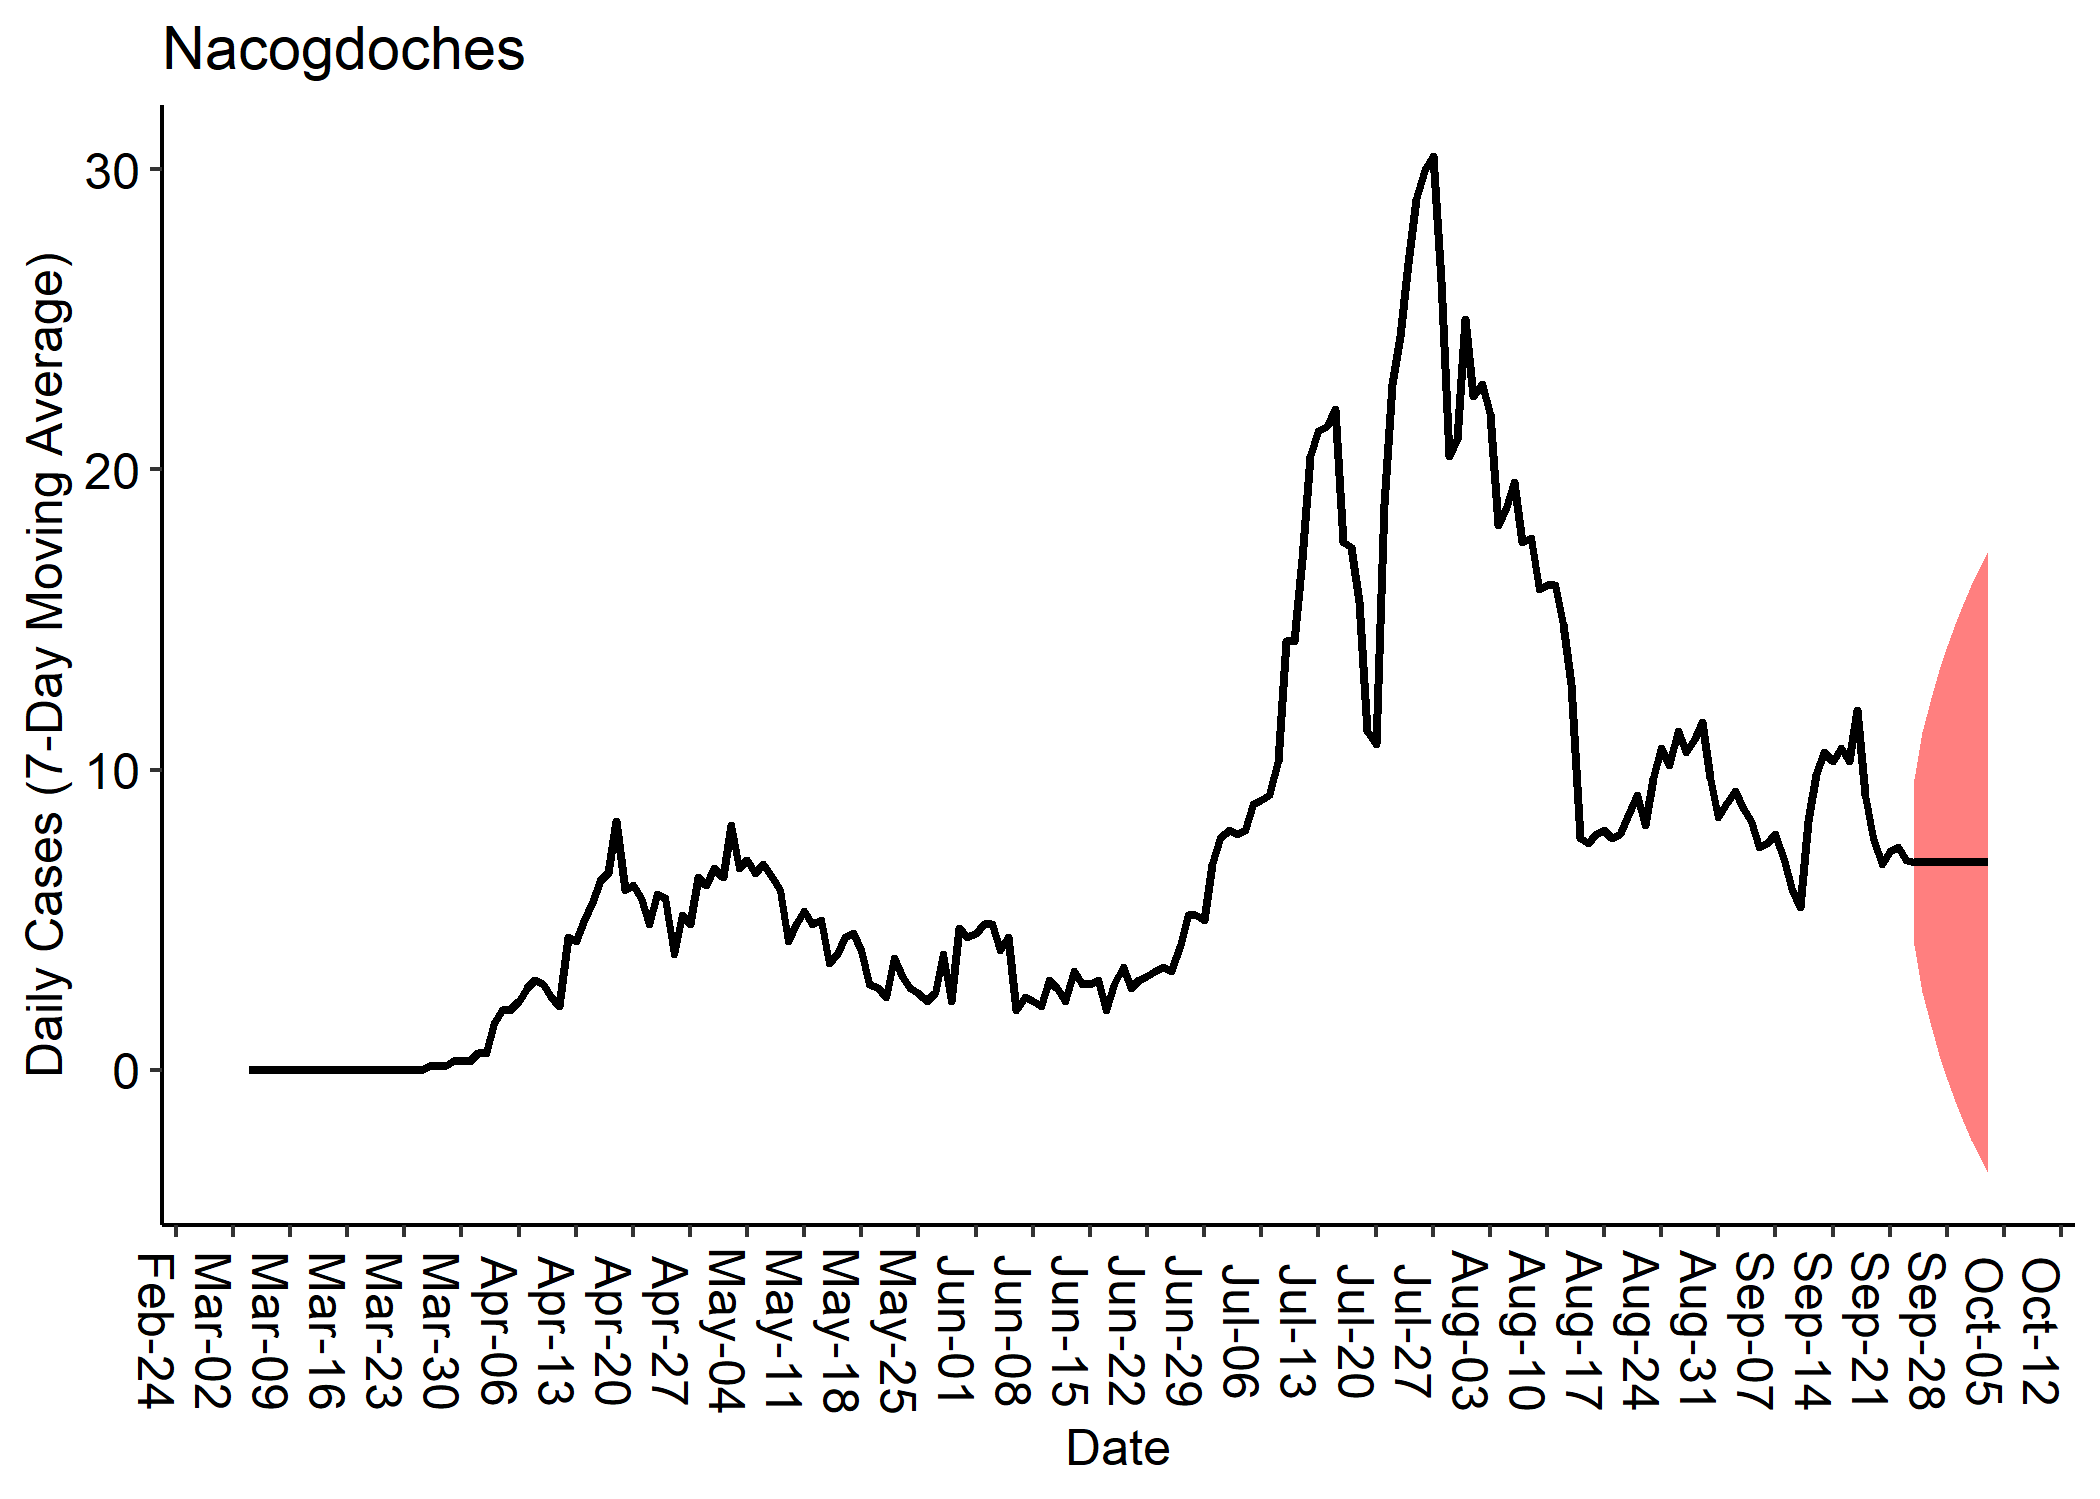 Nacogdoches
Daily Cases (7-Day Moving Average)
30
20
10
0
Feb-24
Mar-02
Mar-09
Mar-16
Mar-23
Mar-30
Apr-06
Apr-13
Apr-20
Apr-27
May-04
May-11
May-18
May-25
Jun-01
Jun-08
Jun-15
Jun-22
Jun-29
Jul-06
Jul-13
Jul-20
Jul-27
Aug-03
Aug-10
Aug-17
Aug-24
Aug-31
Sep-07
Sep-14
Sep-21
Sep-28
Oct-05
Oct-12
Date